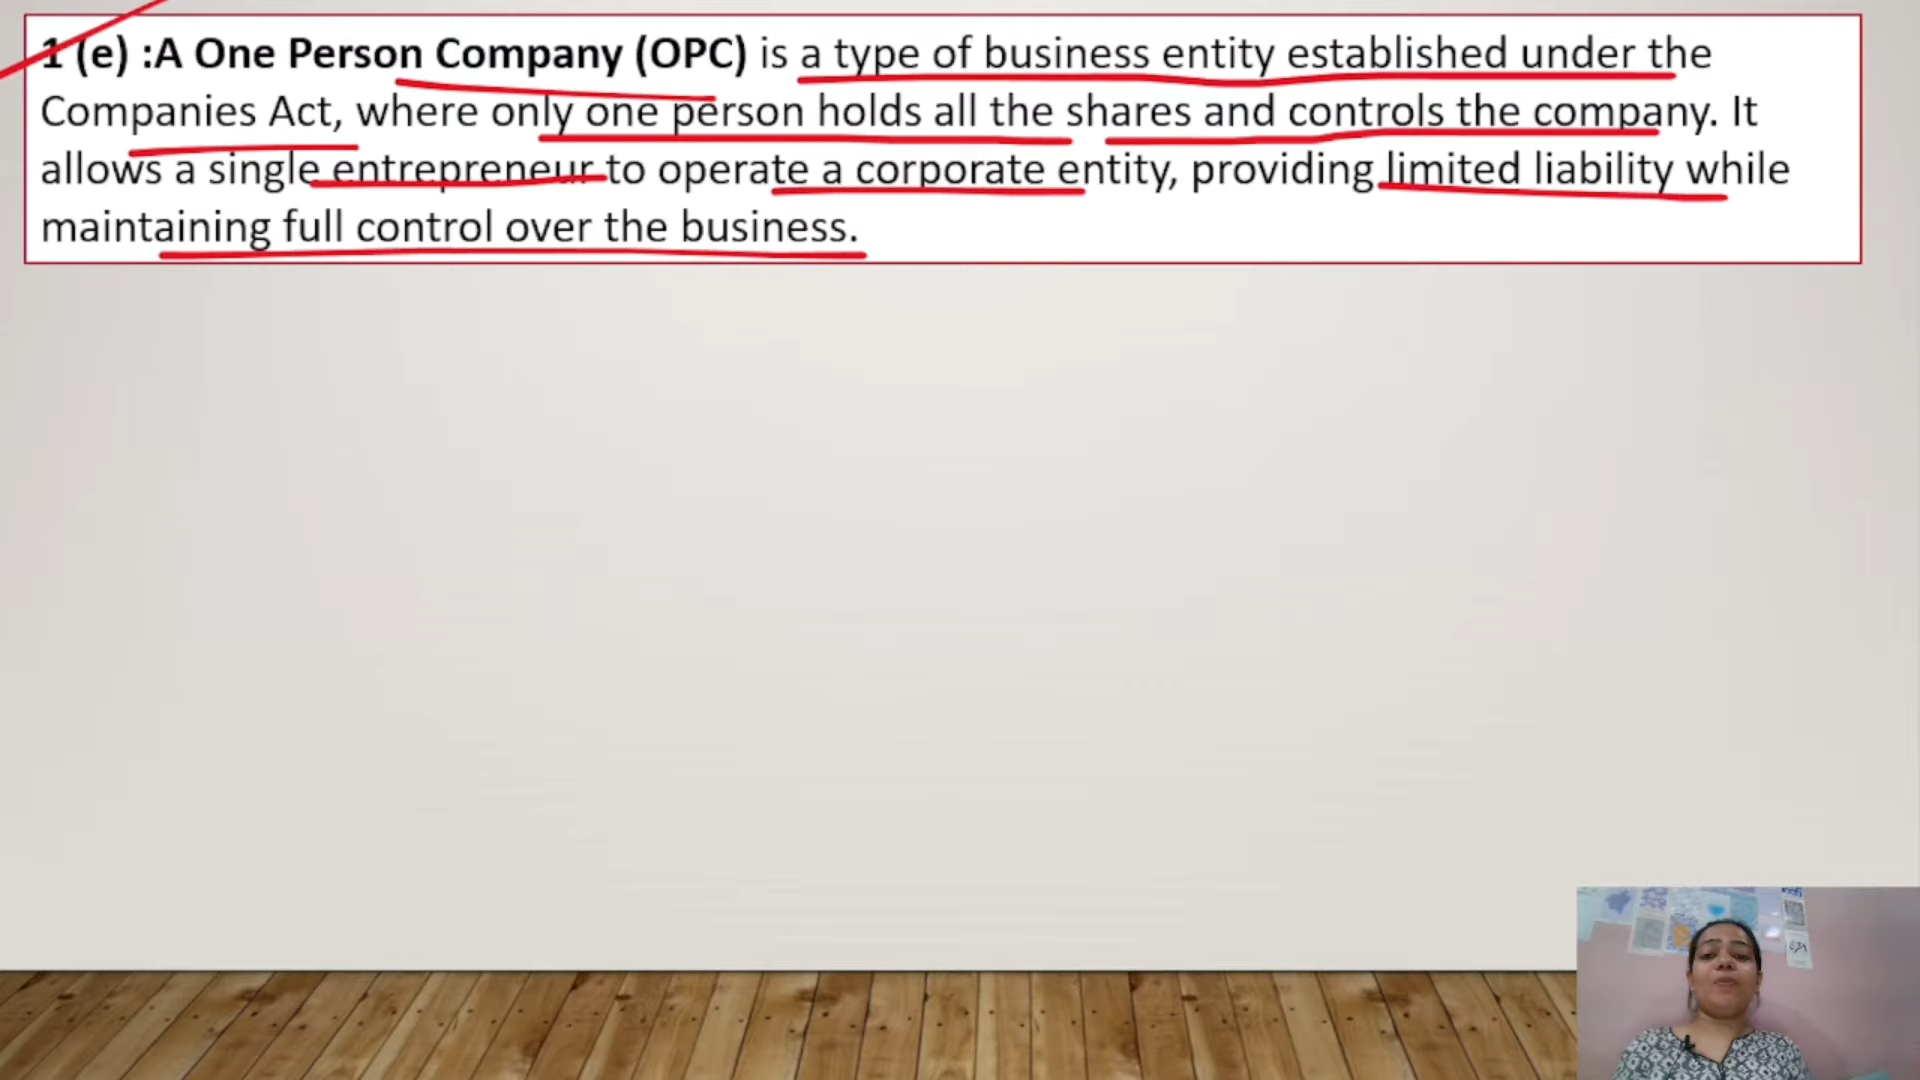 1 (e) :A One Person Company (OPC) is a type of business entity established under the
Companies Act, where only one person holds all the shares and controls the company. It
allows a single entrepreneur to operate a corporate entity, providing limited liability while
maintaining full control over the business.